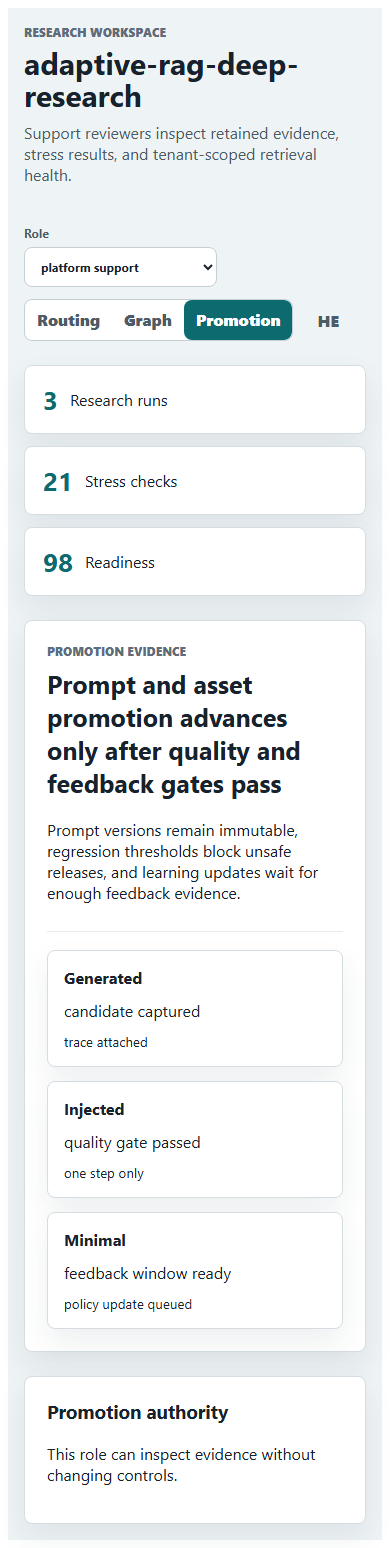 RESEARCH WORKSPACE
adaptive-rag-deep-
research
Support reviewers inspect retained evidence,
stress results, and tenant-scoped retrieval
health.
Role
platform support
Routing Graph Promotion HE
3 Research runs
21 Stress checks
98 Readiness
PROMOTION EVIDENCE
Prompt and asset
promotion advances
only after quality and
feedback gates pass
Prompt versions remain immutable,
regression thresholds block unsafe
releases, and learning updates wait for
enough feedback evidence.
Generated
candidate captured
trace attached
Injected
quality gate passed
one step only
Minimal
feedback window ready
policy update queued
Promotion authority
This role can inspect evidence without
changing controls.